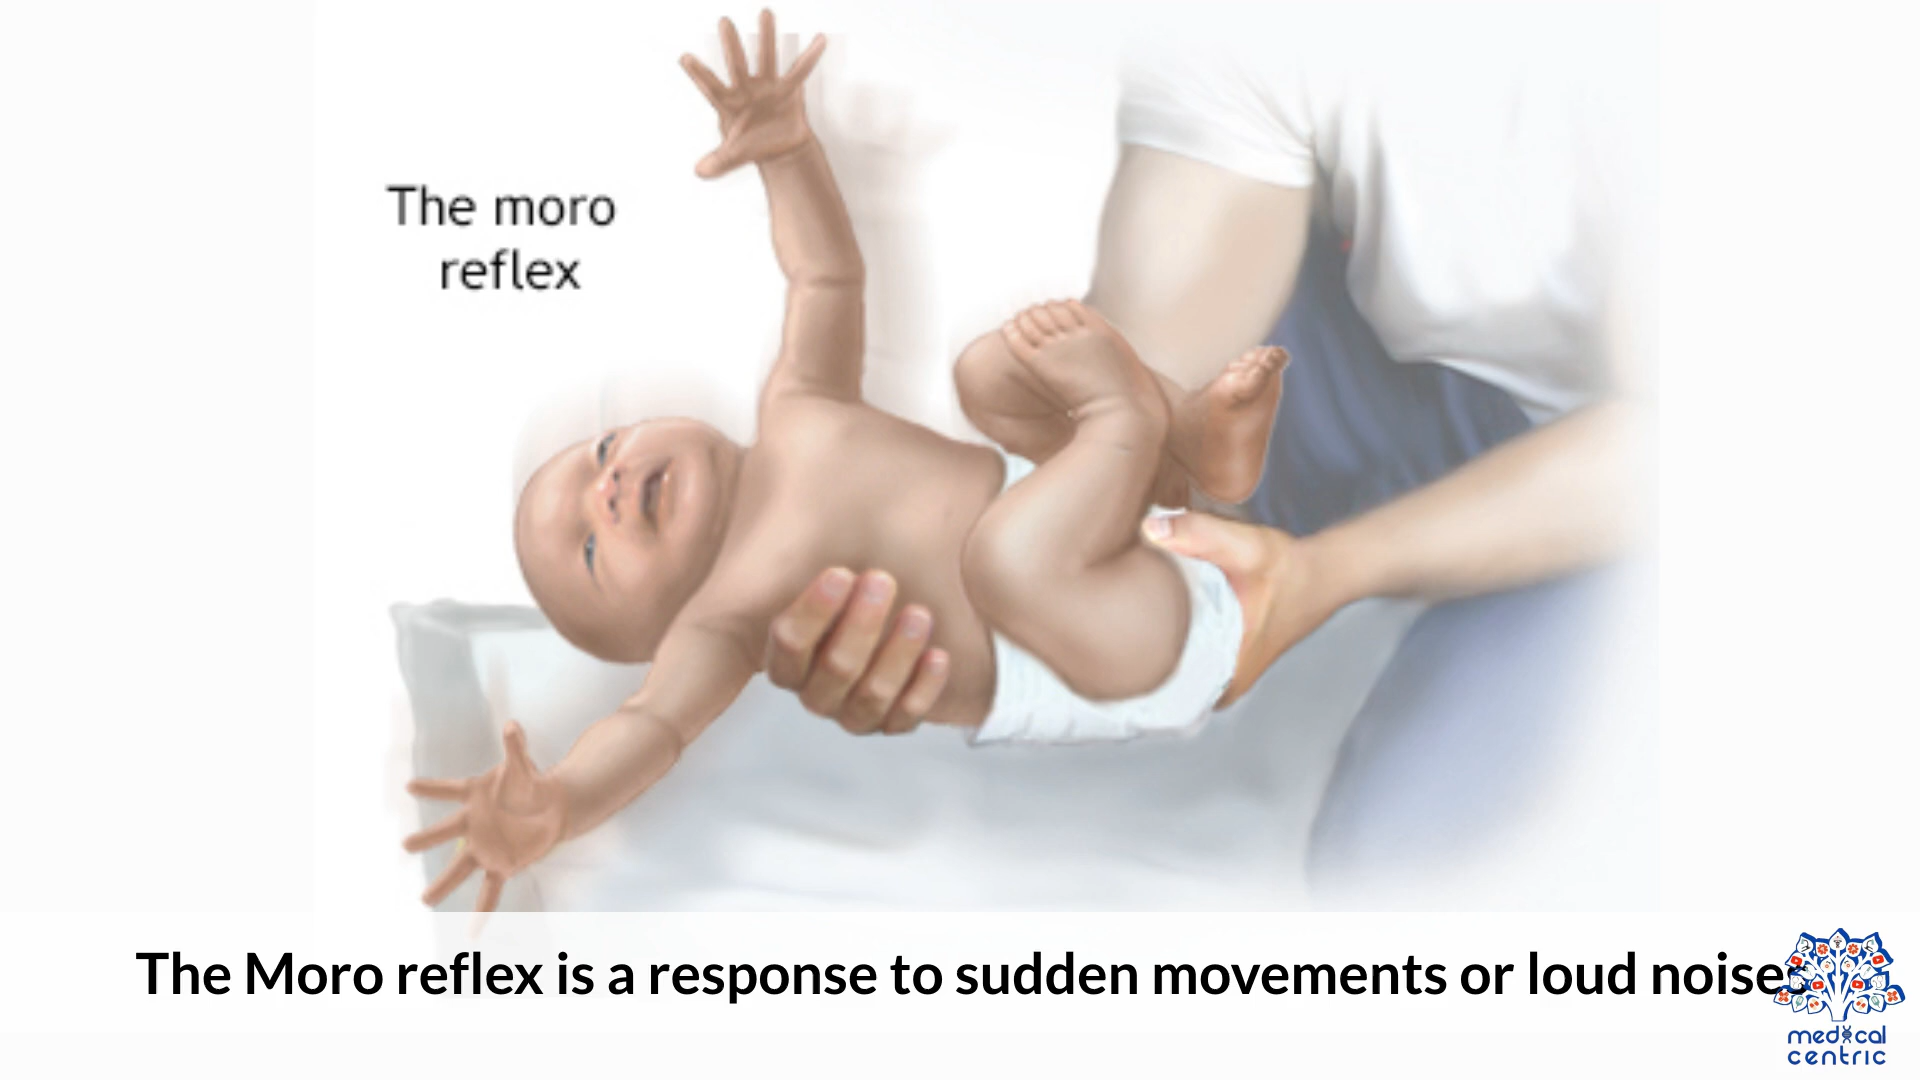 The moro
reflex
The Moro reflex is a response to sudden movements or loud noises
medical
centric